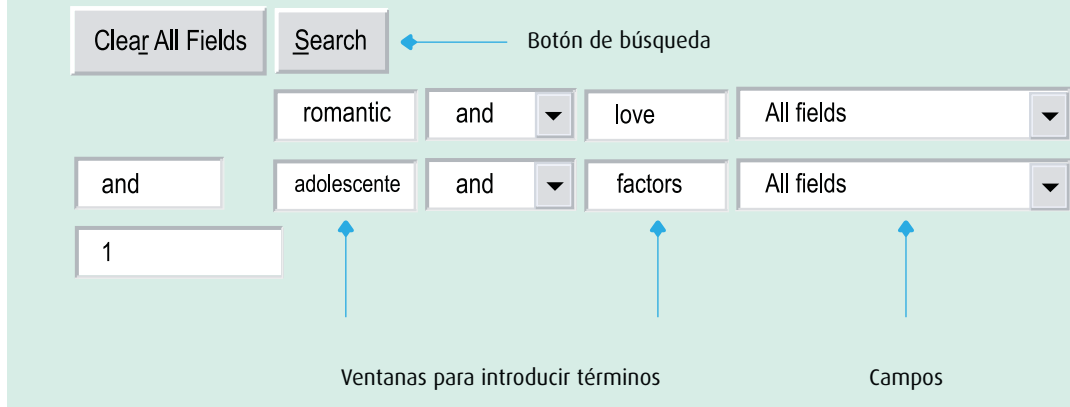 Clear All Fields Search Botón de búsqueda
romantic and love All fields
and adolescente and factors All fields
1
Ventanas para introducir términos Campos